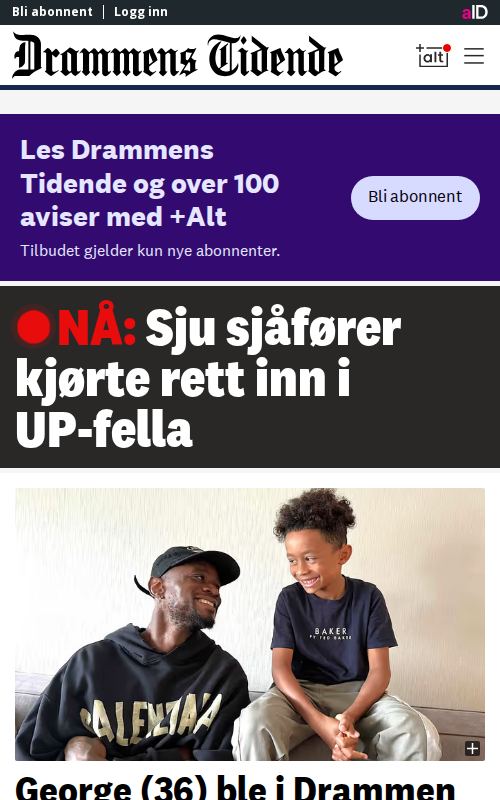 Bli abonnent | Logg inn
aID
Drammens Tidende
+alt
Les Drammens
Tidende og over 100
aviser med +Alt
Bli abonnent
Tilbudet gjelder kun nye abonnenter.
NÅ: Sju sjåfører
kjørte rett inn i
UP-fella
BAKER
BY TED BAKER
George (36) ble i Drammen